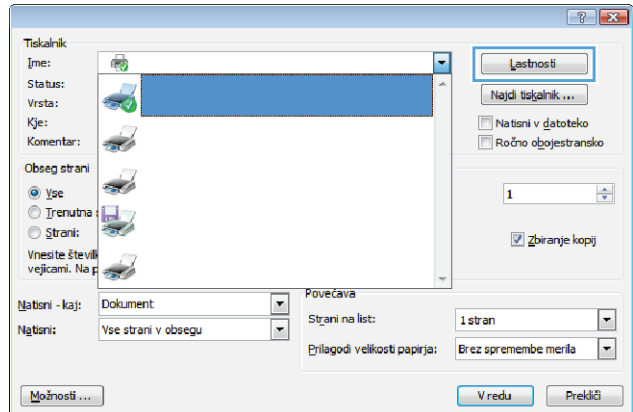 Tiskalnik
Ime:
Lastnosti
Status:
Najdi tiskalnik ...
Vrsta:
Kje:
Natisni v datoteko
Komentar:
Ročno obojestransko
Obseg strani
Vse
1
Trenutna
Strani:
Zbiranje kopij
Vnesite
vejicami. Na
Povečava
Natisni - kaj:
Dokument
Strani na list:
1 stran
Natisni:
Vse strani v obsegu
Prilagodi velikosti papirja:
Brez spremembe merila
Možnosti ...
V redu
Prekliči